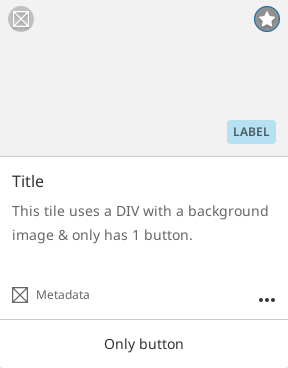 LABEL
Title
This tile uses a DIV with a background
image & only has 1 button.
Metadata
Only button